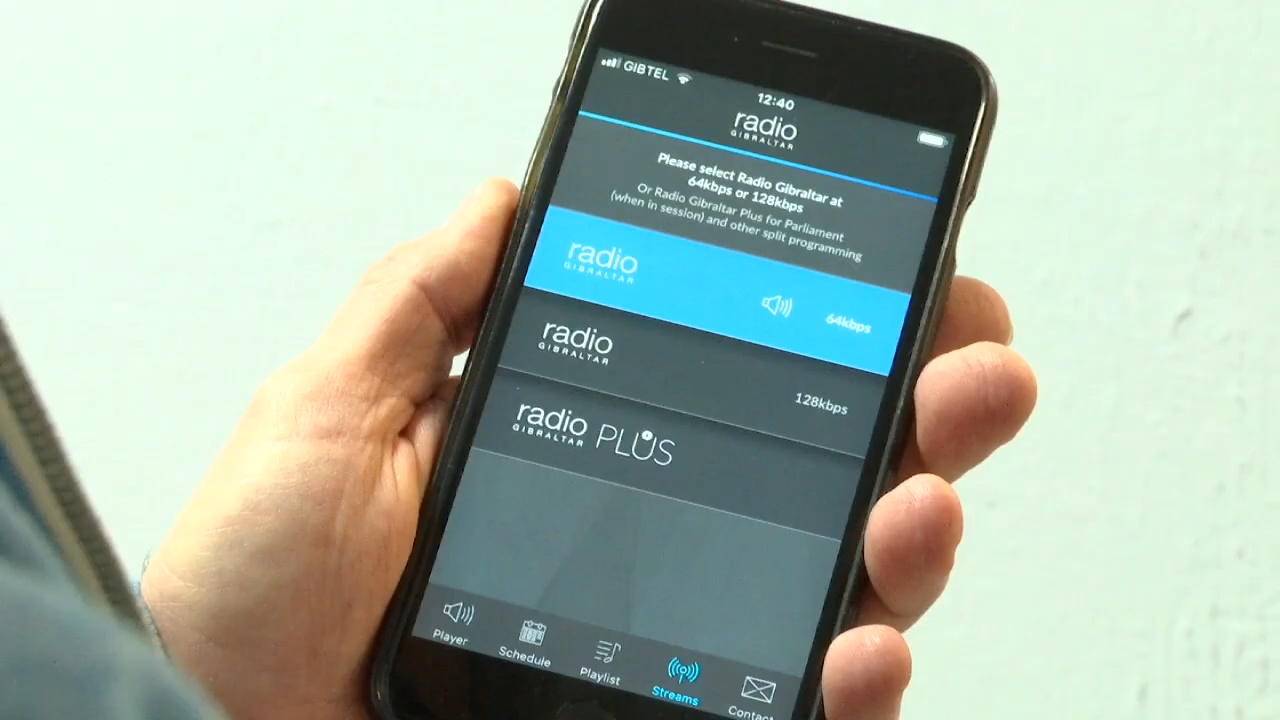 GIBTEL
12:40
radio
GIBRALTAR
Please select Radio Gibraltar at
64kbps or 128kbps
Or Radio Gibraltar Plus for Parliament
(when in session) and other split programming
radio
GIBRALTAR
64kbps
radio
GIBRALTAR
128kbps
radio
GIBRALTAR PLUS
Player
Schedule
Playlist
Streams
Contact